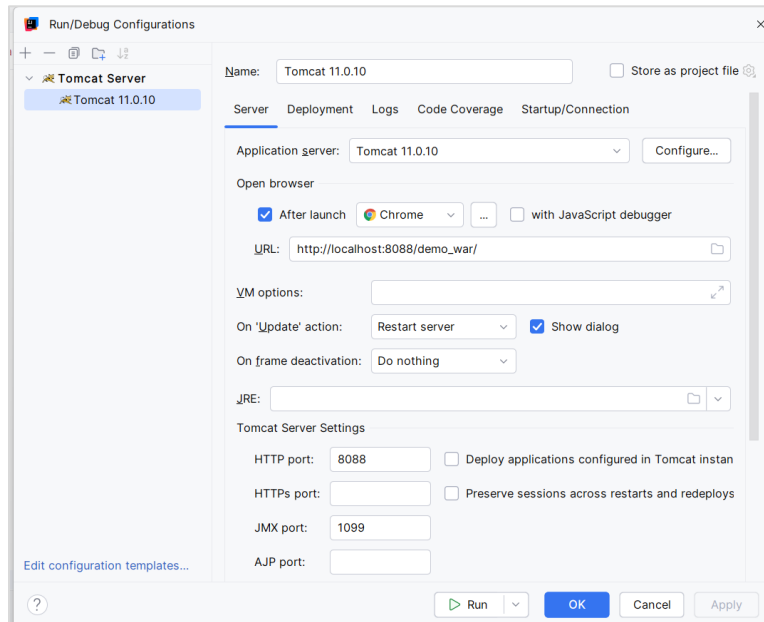 Run/Debug Configurations
Tomcat Server
Tomcat 11.0.10
Edit configuration templates...
Name: Tomcat 11.0.10 Store as project file
Server Deployment Logs Code Coverage Startup/Connection
Application server: Tomcat 11.0.10 Configure...
Open browser
After launch Chrome ... with JavaScript debugger
URL: http://localhost:8088/demo_war/
VM options:
On 'Update' action: Restart server Show dialog
On frame deactivation: Do nothing
JRE:
Tomcat Server Settings
HTTP port: 8088 Deploy applications configured in Tomcat instan
HTTPs port: Preserve sessions across restarts and redeploys
JMX port: 1099
AJP port:
? Run OK Cancel Apply